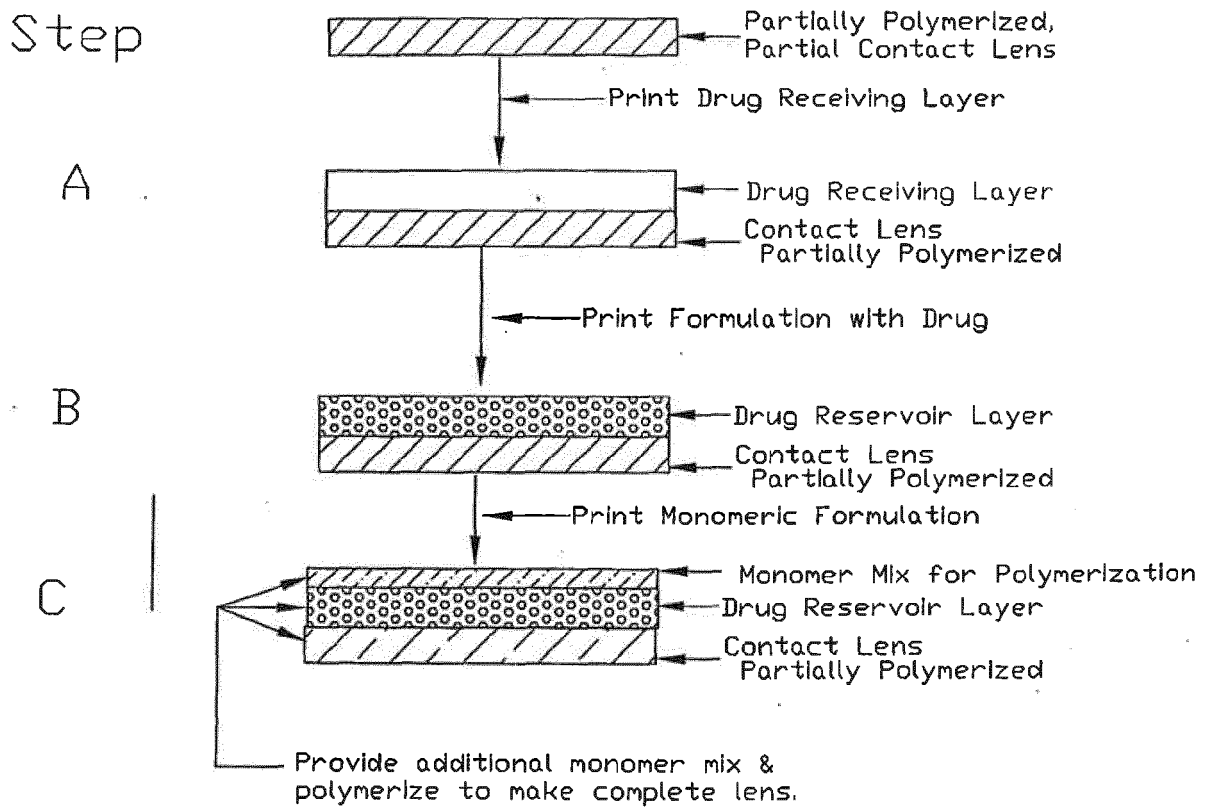 Step
Partially Polymerized,
Partial Contact Lens
Print Drug Receiving Layer
A
Drug Receiving Layer
Contact Lens
Partially Polymerized
Print Formulation with Drug
B
Drug Reservoir Layer
Contact Lens
Partially Polymerized
Print Monomeric Formulation
C
Monomer Mix for Polymerization
Drug Reservoir Layer
Contact Lens
Partially Polymerized
Provide additional monomer mix &
polymerize to make complete lens.